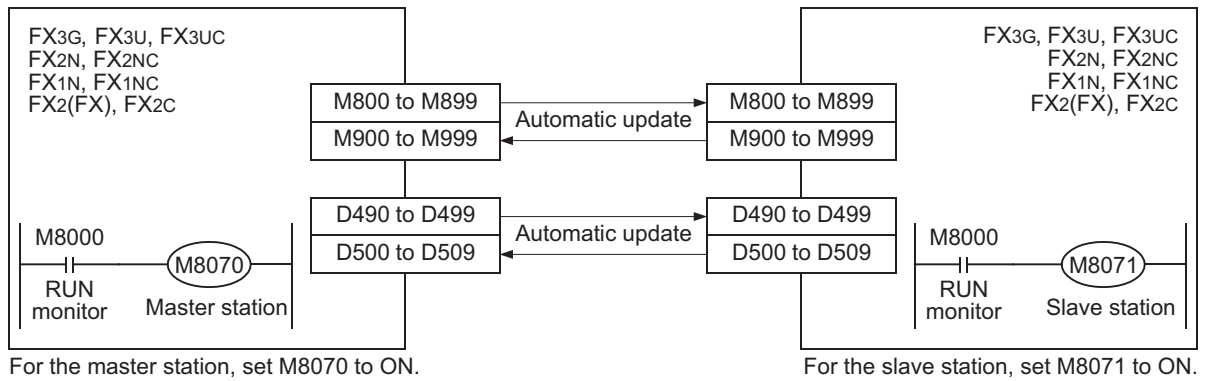 FX3G, FX3U, FX3UC
FX2N, FX2NC
FX1N, FX1NC
FX2(FX), FX2C
M800 to M899
M900 to M999
D490 to D499
D500 to D509
M8000
RUN
monitor
M8070
Master station
For the master station, set M8070 to ON.
Automatic update
Automatic update
FX3G, FX3U, FX3UC
FX2N, FX2NC
FX1N, FX1NC
FX2(FX), FX2C
M800 to M899
M900 to M999
D490 to D499
D500 to D509
M8000
RUN
monitor
M8071
Slave station
For the slave station, set M8071 to ON.